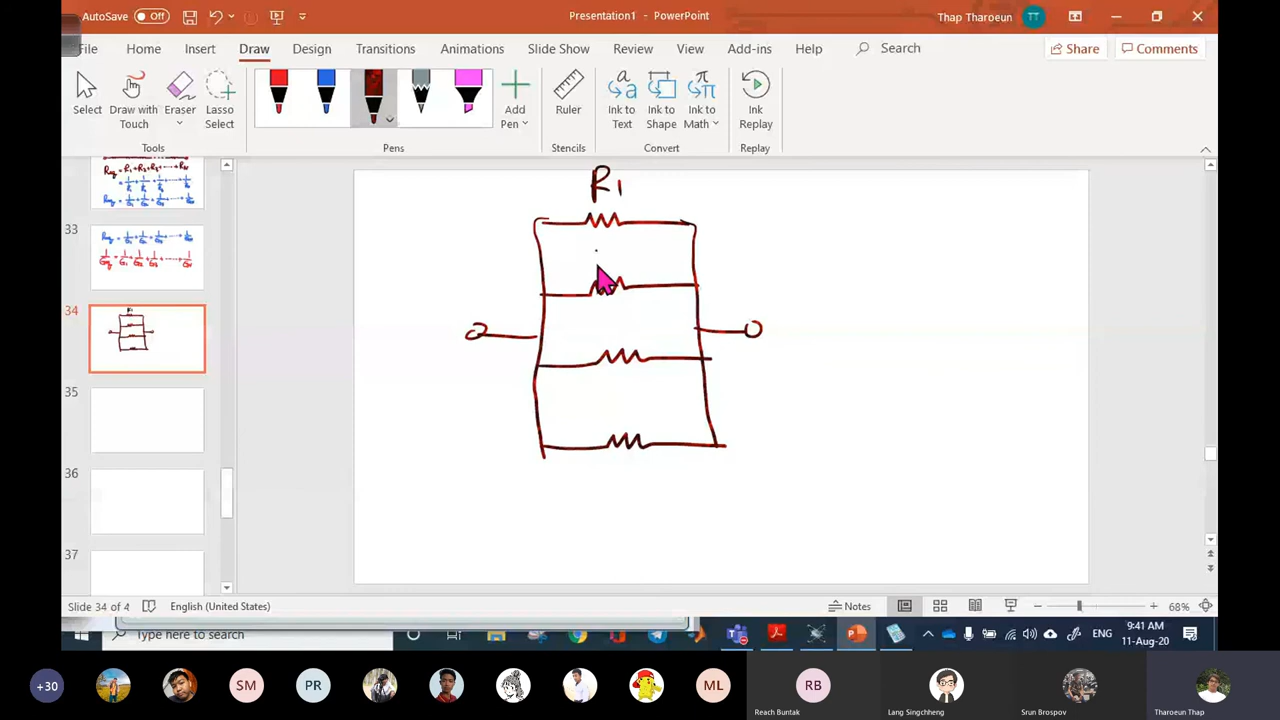 AutoSave Off
Presentation1 - PowerPoint
Thap Tharoeun TT
File Home Insert Draw Design Transitions Animations Slide Show Review View Add-ins Help Search Share Comments
Select
Draw with Touch
Eraser
Lasso Select
Add Pen
Ruler
Ink to Text
Ink to Shape
Ink to Math
Ink Replay
Tools Pens Stencils Convert Replay
R1
33
34
35
36
37
Slide 34 of 4 English (United States) Notes 68%
Type here to search
ENG
9:41 AM
11-Aug-20
+30 SM PR ML RB
Reach Buntak Lang Singchheng Srun Brospov Tharoeun Thap